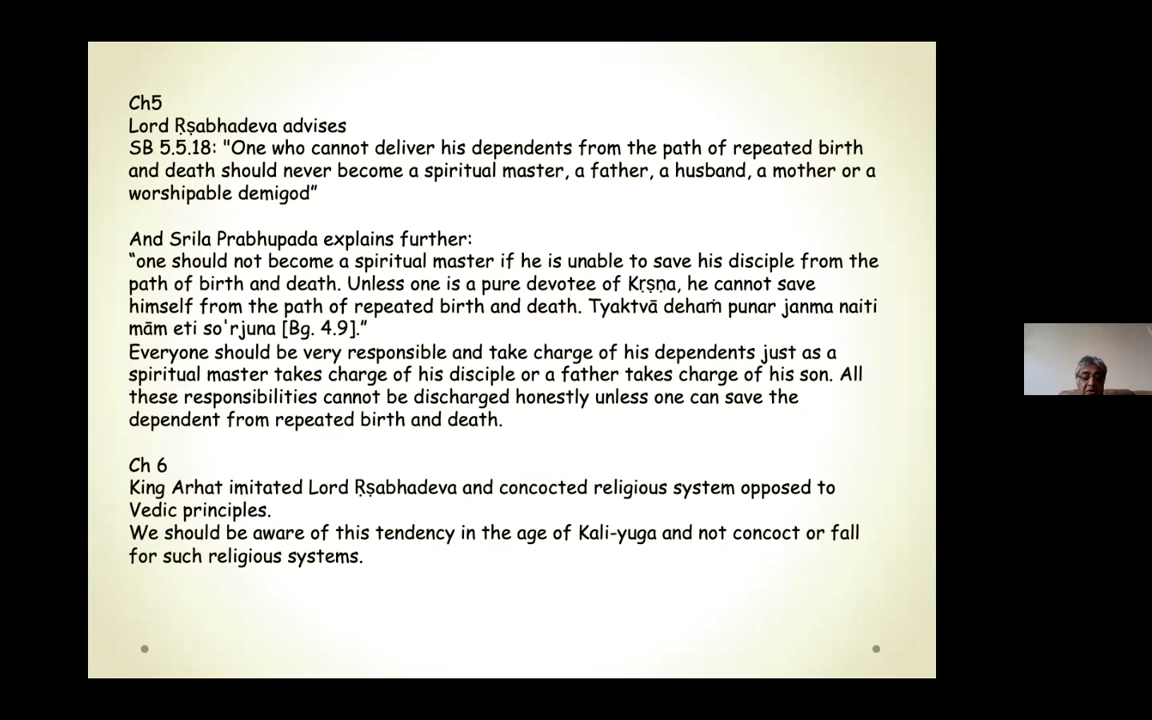 Ch5
Lord Ṛṣabhadeva advises
SB 5.5.18: "One who cannot deliver his dependents from the path of repeated birth
and death should never become a spiritual master, a father, a husband, a mother or a
worshipable demigod”

And Srila Prabhupada explains further:
“one should not become a spiritual master if he is unable to save his disciple from the
path of birth and death. Unless one is a pure devotee of Kṛṣṇa, he cannot save
himself from the path of repeated birth and death. Tyaktvā dehaṁ punar janma naiti
mām eti so'rjuna [Bg. 4.9].”
Everyone should be very responsible and take charge of his dependents just as a
spiritual master takes charge of his disciple or a father takes charge of his son. All
these responsibilities cannot be discharged honestly unless one can save the
dependent from repeated birth and death.

Ch 6
King Arhat imitated Lord Ṛṣabhadeva and concocted religious system opposed to
Vedic principles.
We should be aware of this tendency in the age of Kali-yuga and not concoct or fall
for such religious systems.